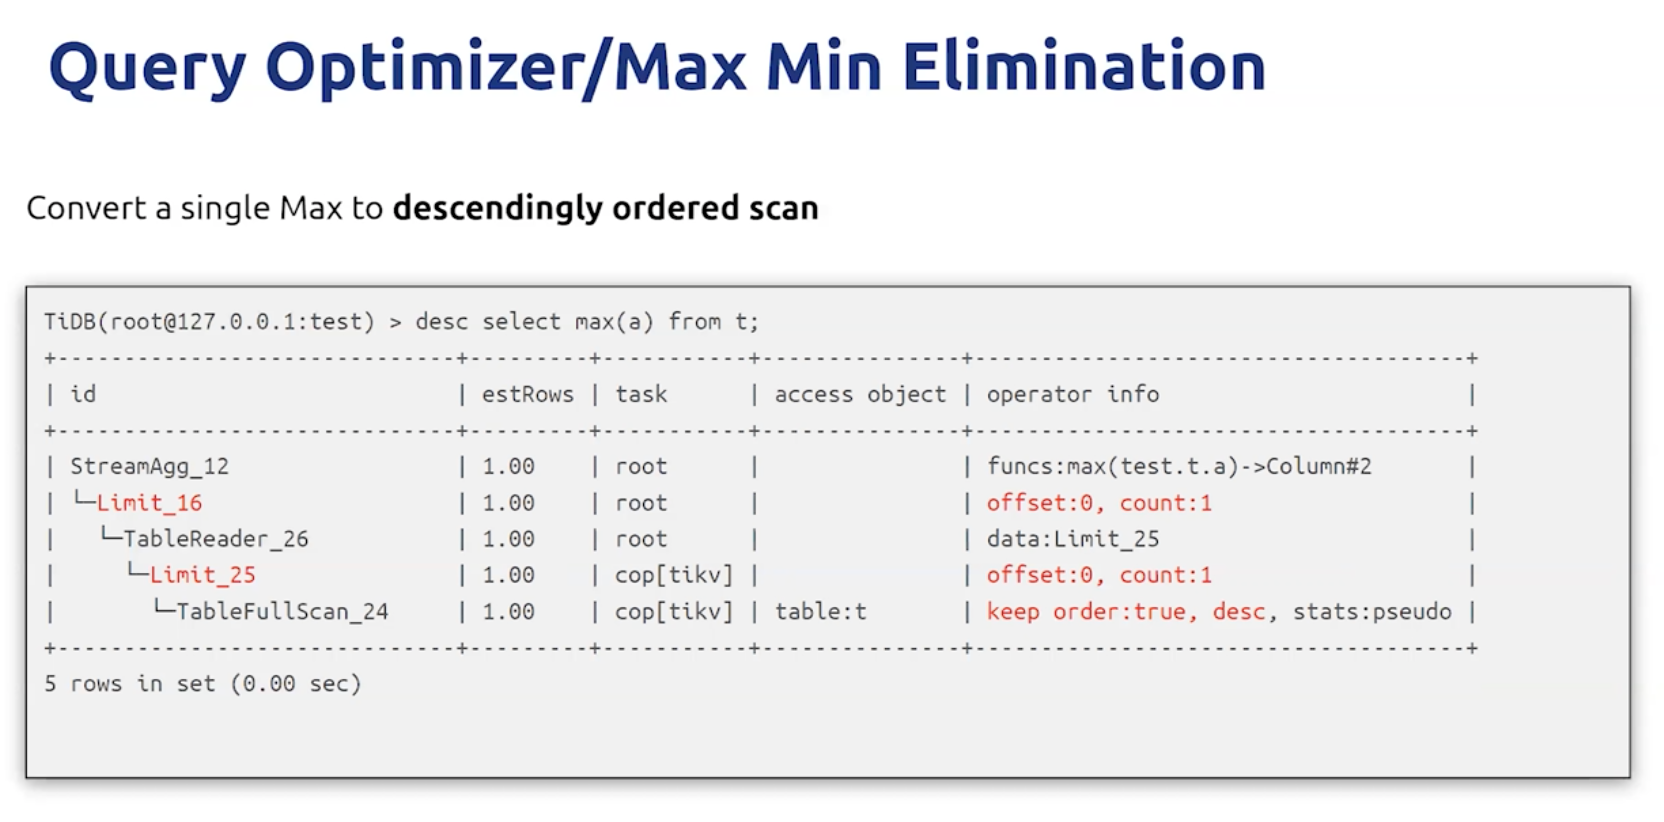 Query Optimizer/Max Min Elimination
Convert a single Max to descendingly ordered scan
TiDB(root@127.0.0.1:test) > desc select max(a) from t;
+-------------------------------+---------+-----------+---------------+-------------------------------------+
| id                            | estRows | task      | access object | operator info                       |
+-------------------------------+---------+-----------+---------------+-------------------------------------+
| StreamAgg_12                  | 1.00    | root      |               | funcs:max(test.t.a)->Column#2       |
| └─Limit_16                    | 1.00    | root      |               | offset:0, count:1                   |
|   └─TableReader_26            | 1.00    | root      |               | data:Limit_25                       |
|     └─Limit_25                | 1.00    | cop[tikv] |               | offset:0, count:1                   |
|       └─TableFullScan_24      | 1.00    | cop[tikv] | table:t       | keep order:true, desc, stats:pseudo |
+-------------------------------+---------+-----------+---------------+-------------------------------------+
5 rows in set (0.00 sec)